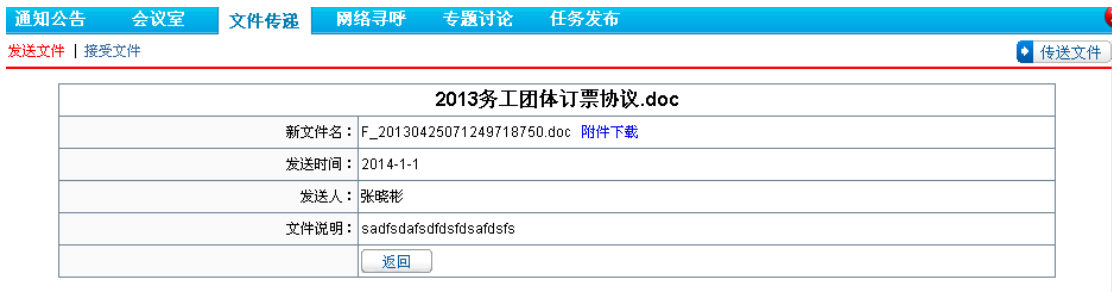 通知公告 会议室 文件传递 网络寻呼 专题讨论 任务发布
发送文件 | 接受文件 传送文件
2013务工团体订票协议.doc
新文件名： F_20130425071249718750.doc 附件下载
发送时间： 2014-1-1
发送人： 张晓彬
文件说明： sadfsdafsdfdsfdsafdsfs
返回